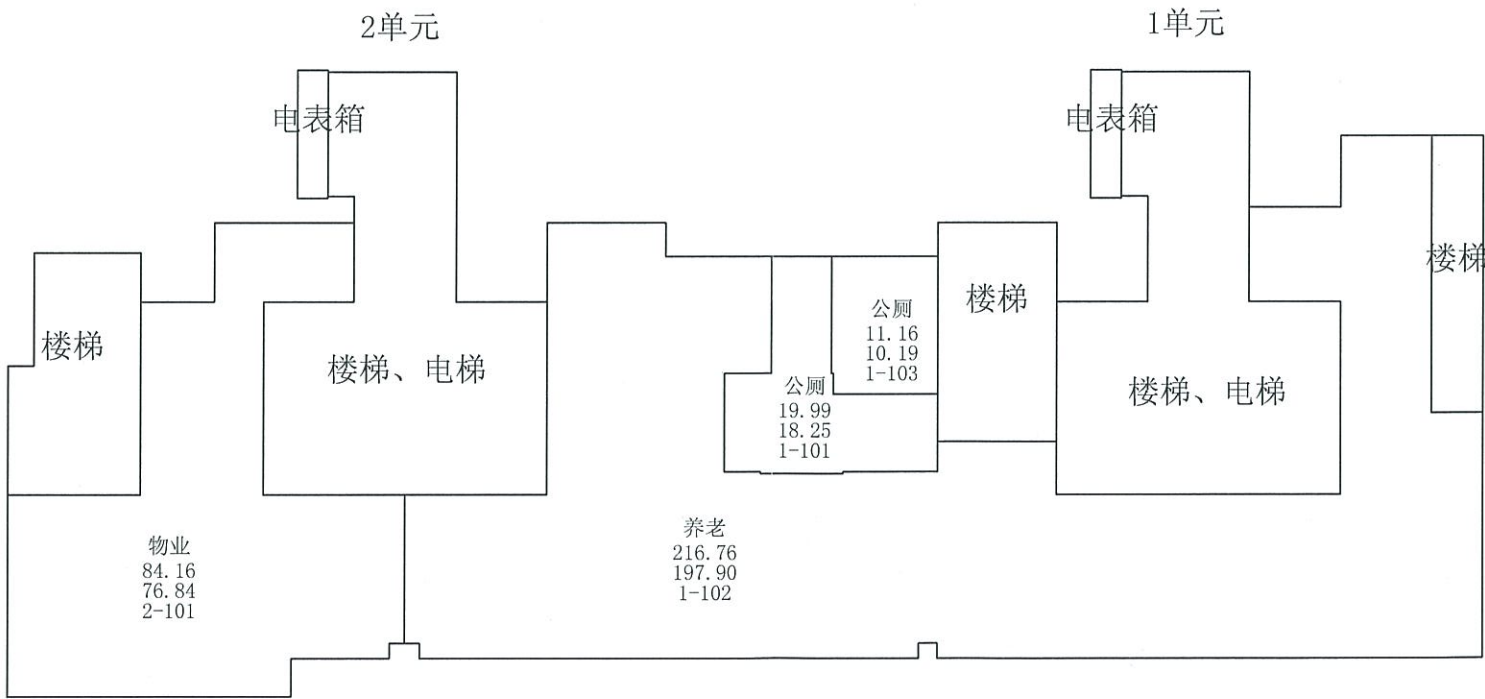 2单元
1单元
电表箱
电表箱
楼梯
楼梯
楼梯、电梯
公厕
11.16
10.19
1-103
公厕
19.99
18.25
1-101
楼梯
楼梯、电梯
物业
84.16
76.84
2-101
养老
216.76
197.90
1-102